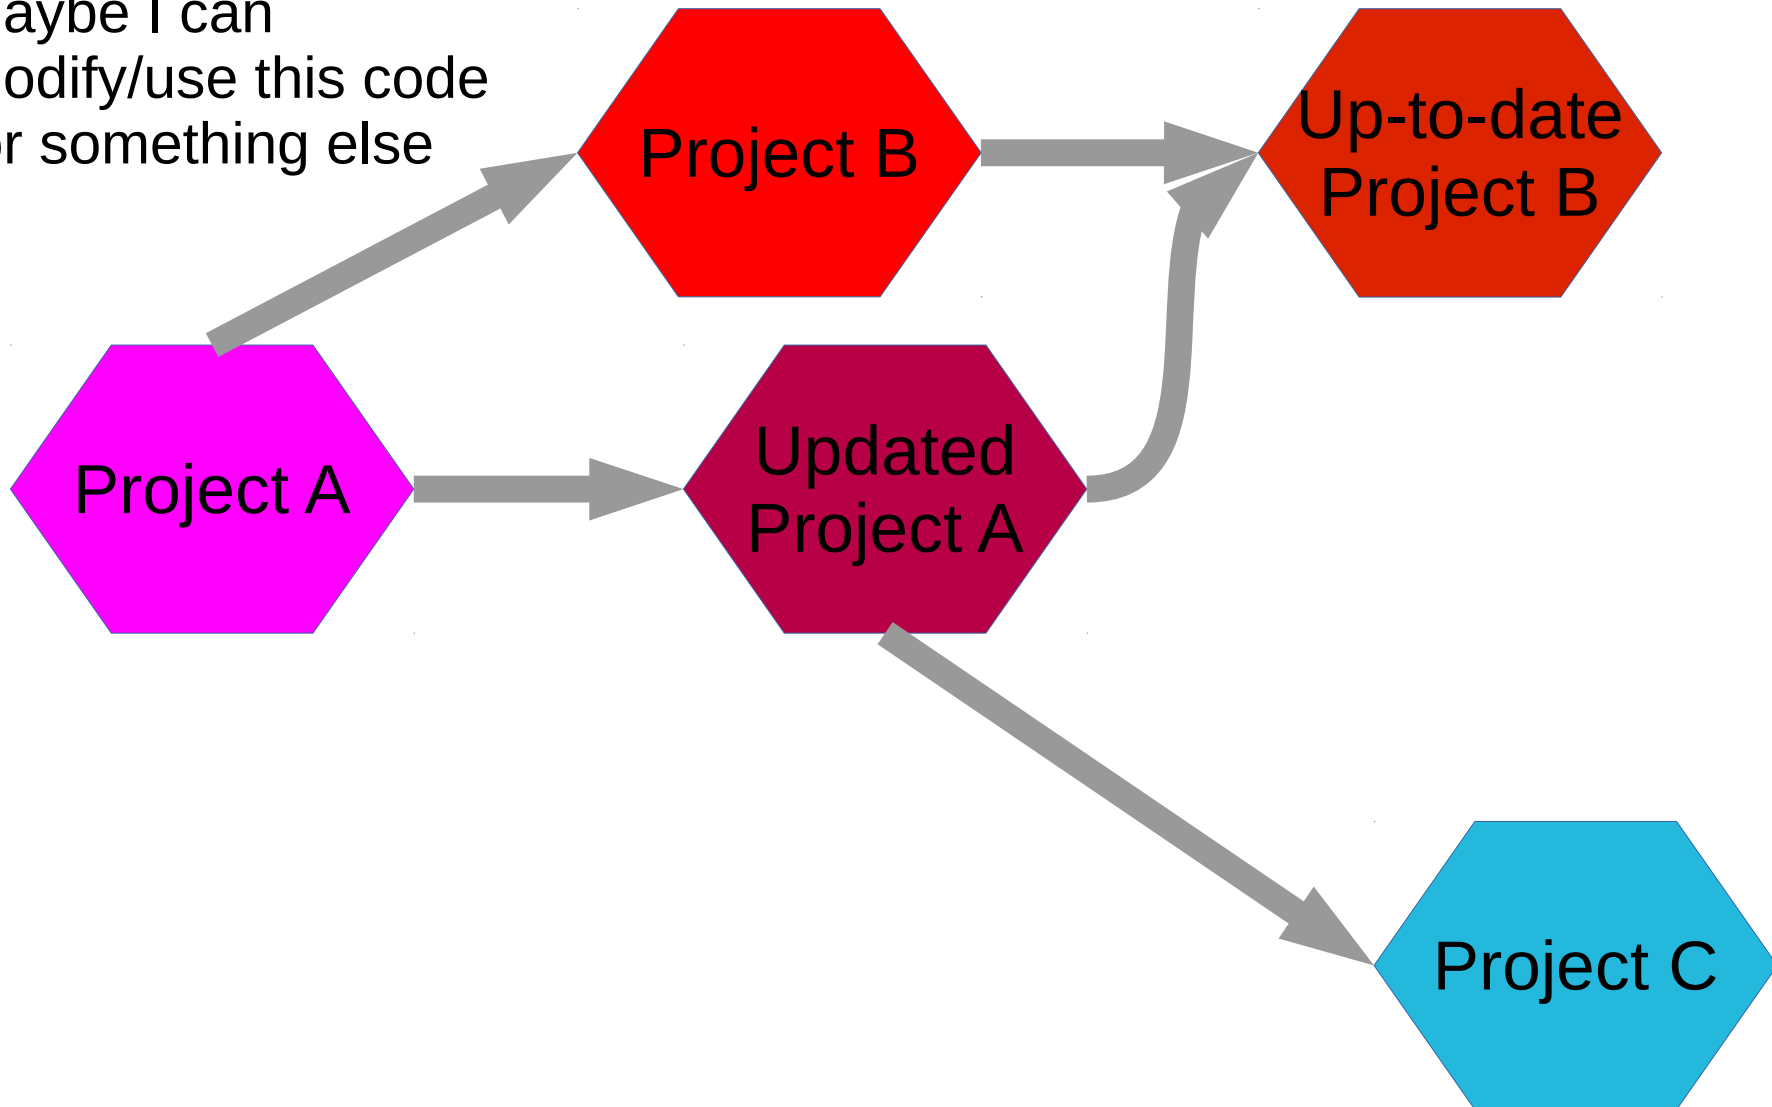 aybe I can
odify/use this code
r something else
Project B
Up-to-date
Project B
Project A
Updated
Project A
Project C